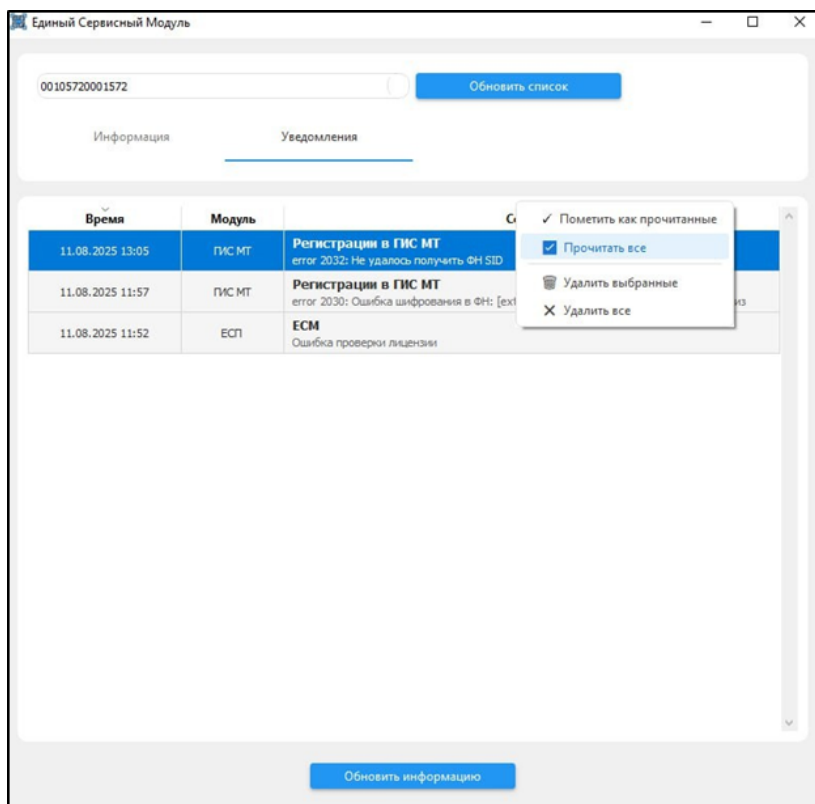 Единый Сервисный Модуль
00105720001572
Обновить список
Информация
Уведомления
Время Модуль
11.08.2025 13:05 ГИС МТ Регистрации в ГИС МТ
error 2032: Не удалось получить ФН SID
11.08.2025 11:57 ГИС МТ Регистрации в ГИС МТ
error 2030: Ошибка шифрования в ФН:
11.08.2025 11:52 ЕСП ЕСМ
Ошибка проверки лицензии
Пометить как прочитанные
Прочитать все
Удалить выбранные
Удалить все
Обновить информацию